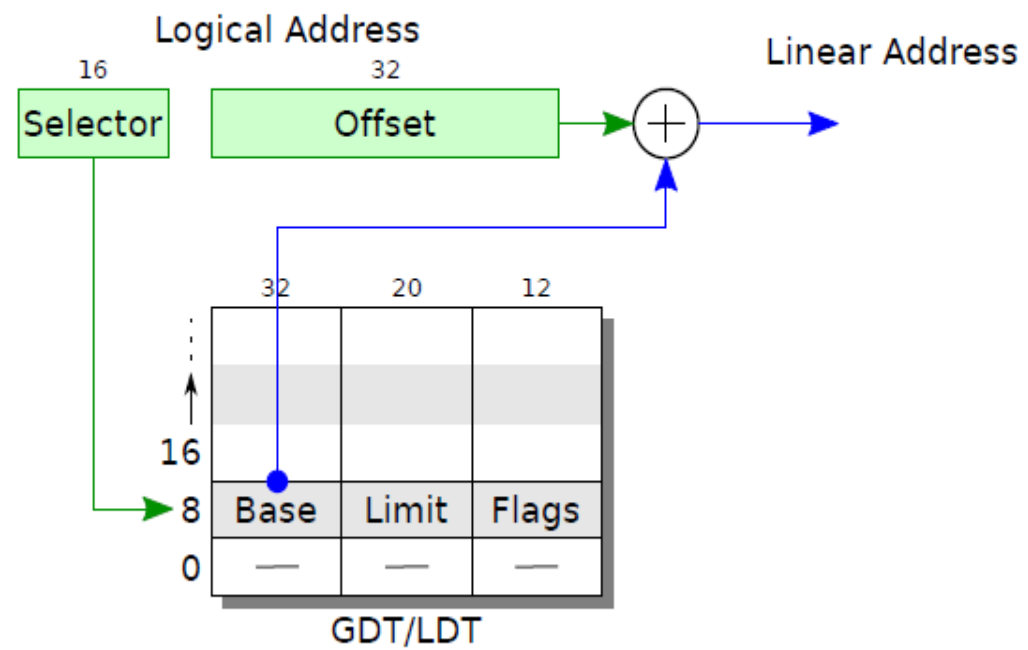 Logical Address
Linear Address
16 32
Selector Offset
32 20 12
16
8 Base Limit Flags
0
GDT/LDT